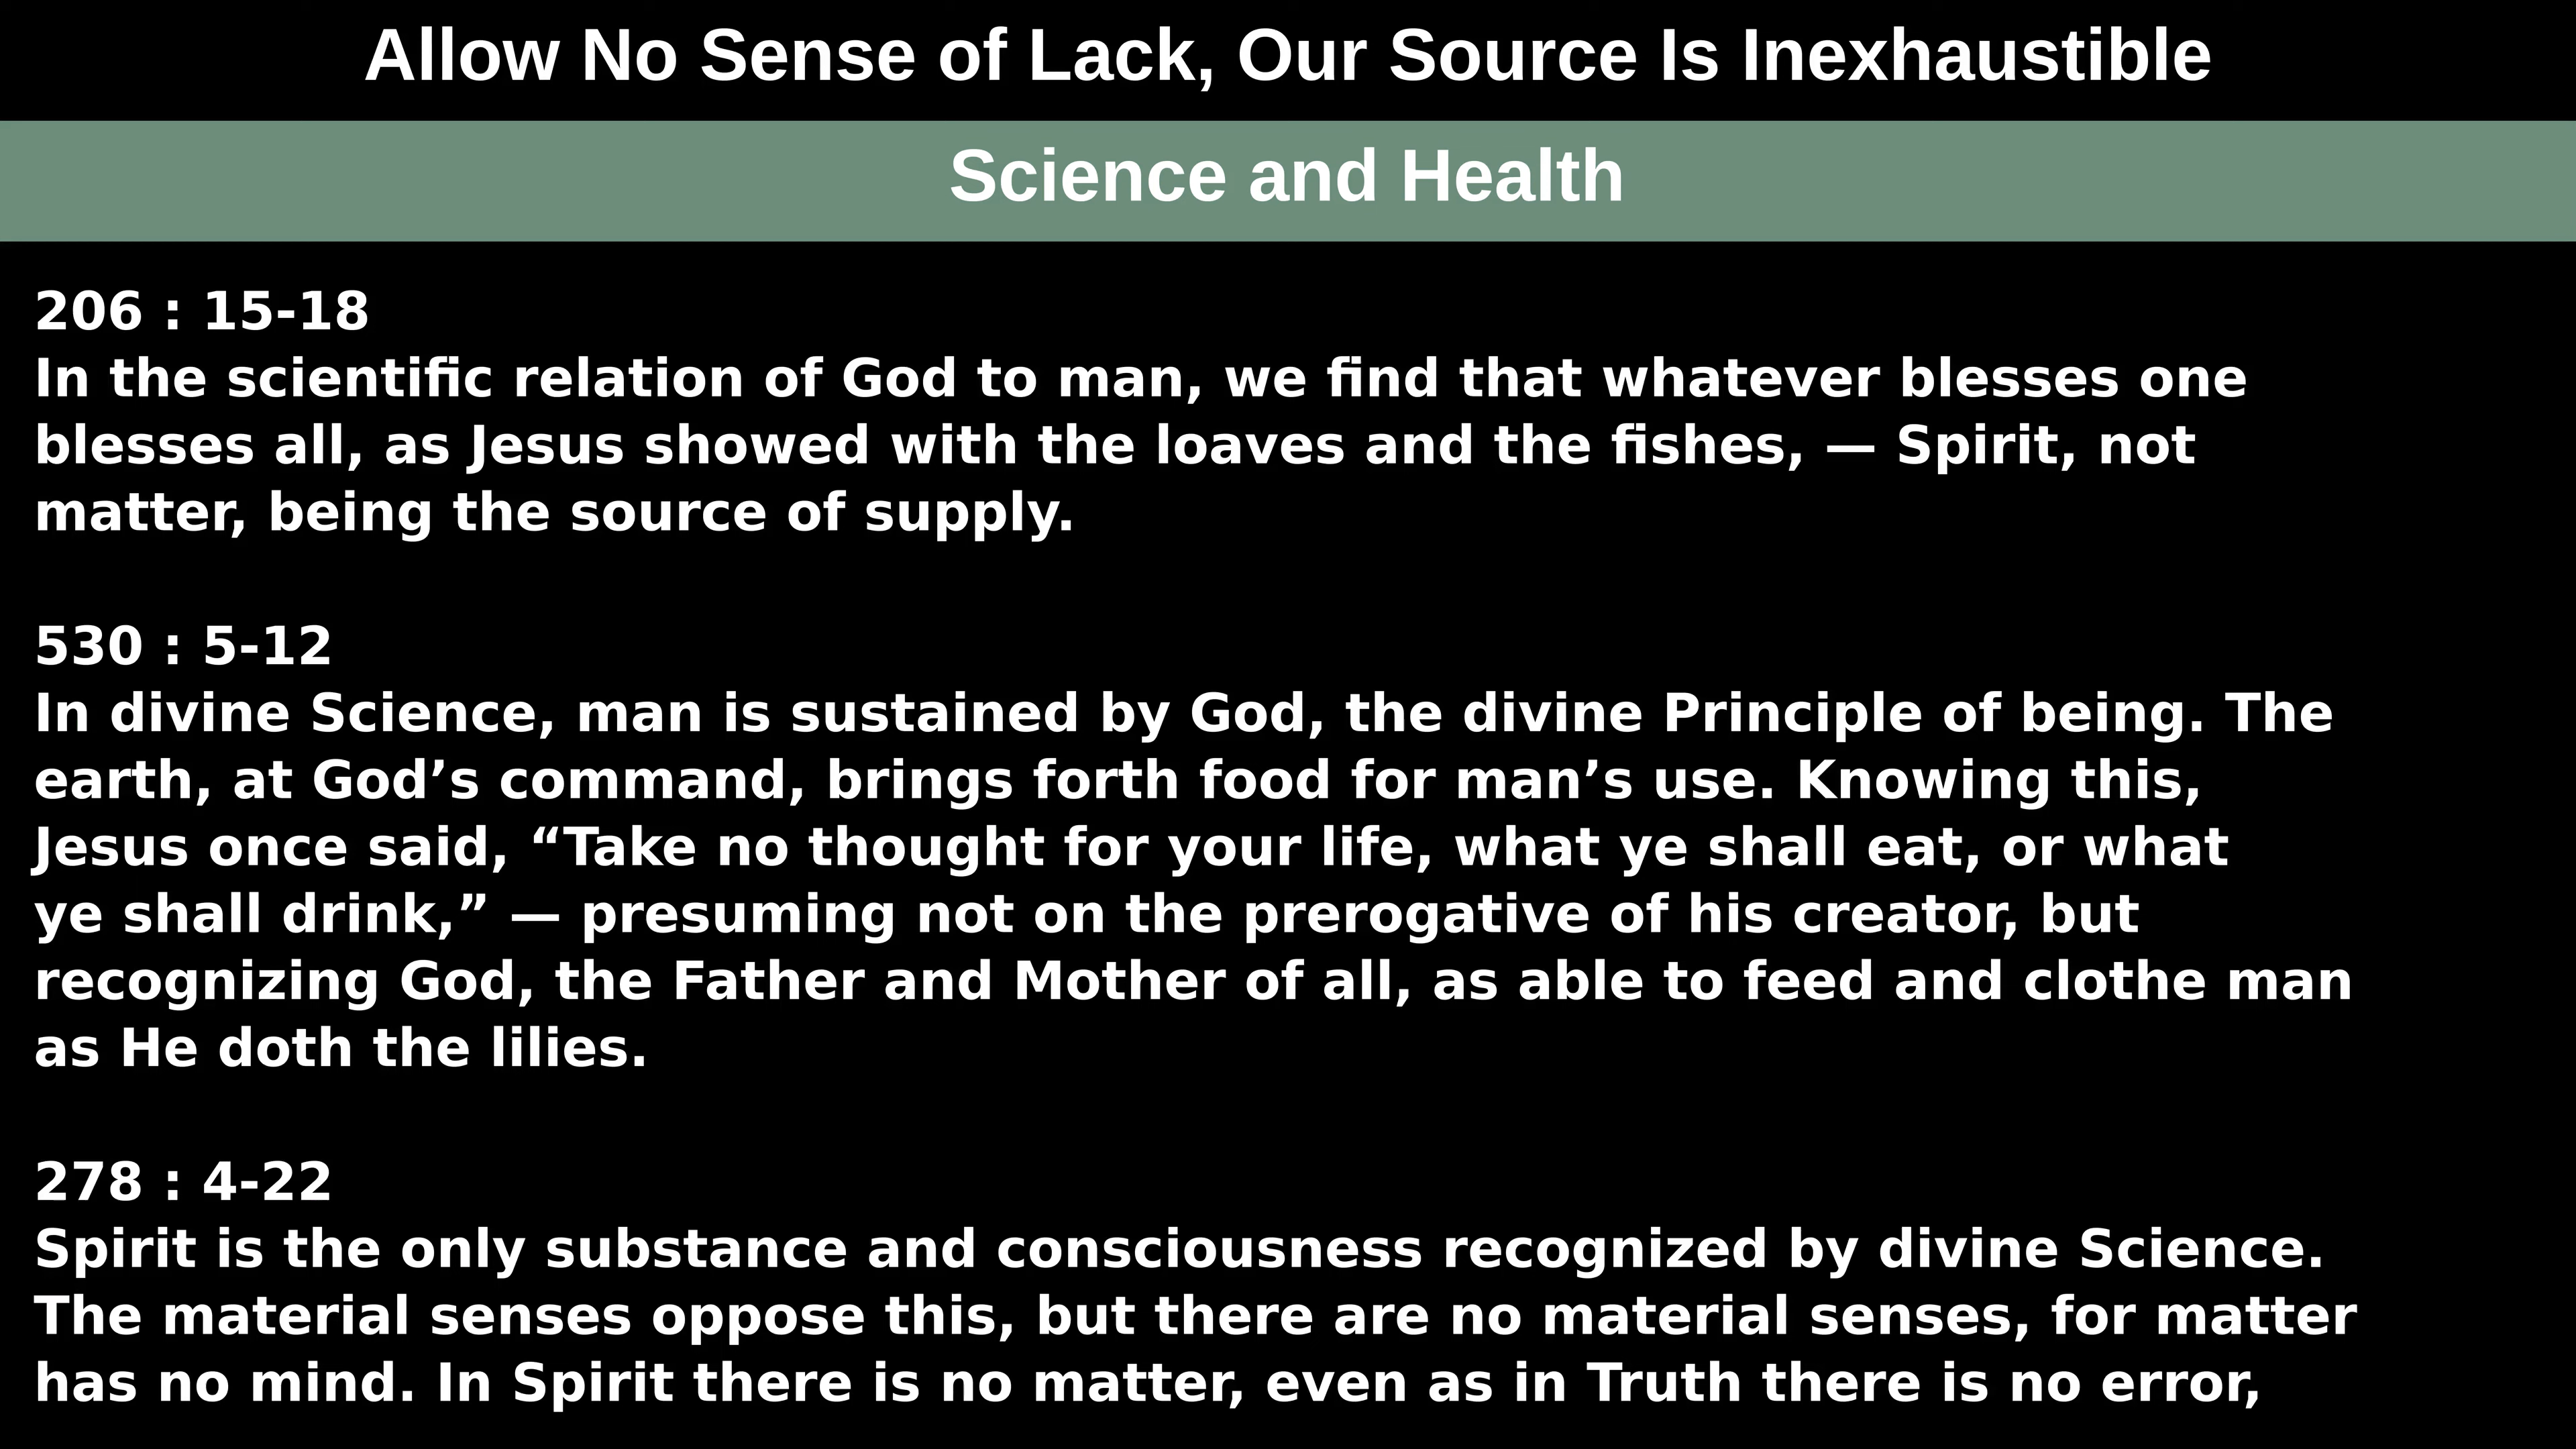 Allow No Sense of Lack, Our Source Is Inexhaustible
Science and Health
206 : 15-18
In the scientific relation of God to man, we find that whatever blesses one
blesses all, as Jesus showed with the loaves and the fishes, — Spirit, not
matter, being the source of supply.
530 : 5-12
In divine Science, man is sustained by God, the divine Principle of being. The
earth, at God’s command, brings forth food for man’s use. Knowing this,
Jesus once said, “Take no thought for your life, what ye shall eat, or what
ye shall drink,” — presuming not on the prerogative of his creator, but
recognizing God, the Father and Mother of all, as able to feed and clothe man
as He doth the lilies.
278 : 4-22
Spirit is the only substance and consciousness recognized by divine Science.
The material senses oppose this, but there are no material senses, for matter
has no mind. In Spirit there is no matter, even as in Truth there is no error,